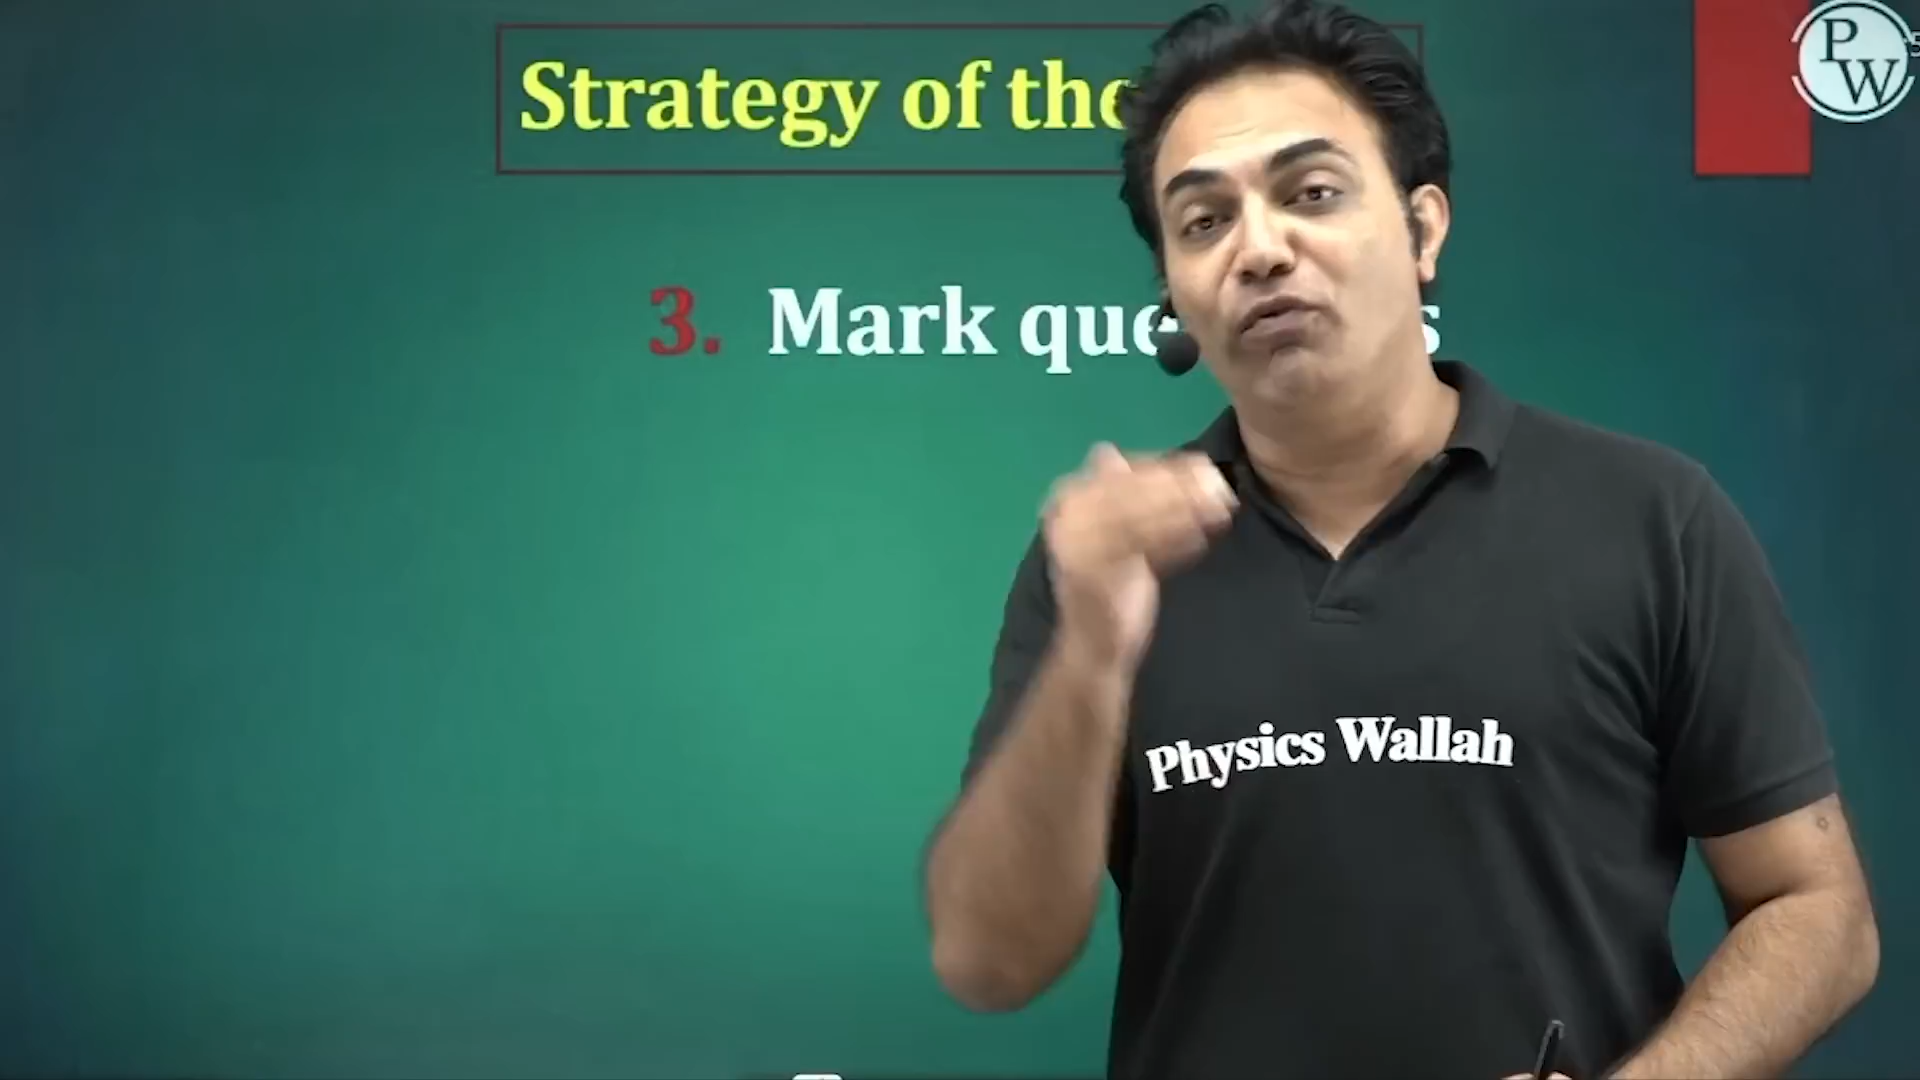 PW
Strategy of the
3. Mark que s
Physics Wallah